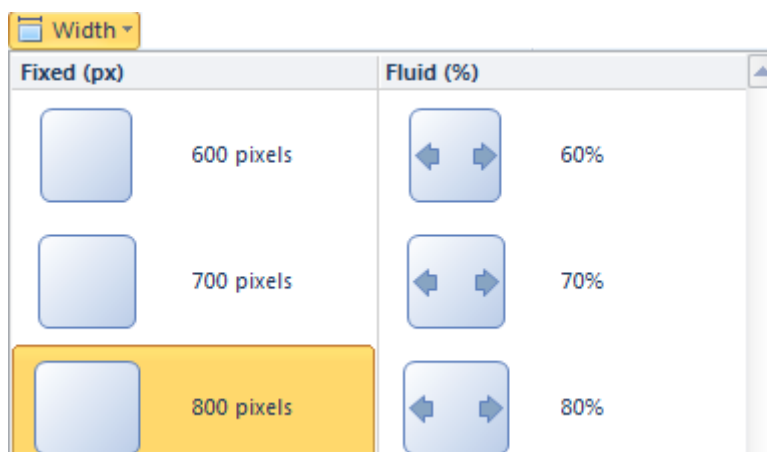 Width
Fixed (px) Fluid (%)
600 pixels 60%
700 pixels 70%
800 pixels 80%